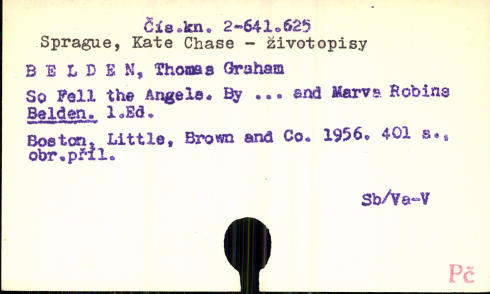 Čís.kn. 2-641.625
Sprague, Kate Chase - životopisy
B E L D E N, Thomas Graham
So Fell the Angels. By ... and Marva Robins
Belden. 1.Ed.
Boston, Little, Brown and Co. 1956. 401 s.,
obr.příl.
Sb/Va-V
Pč